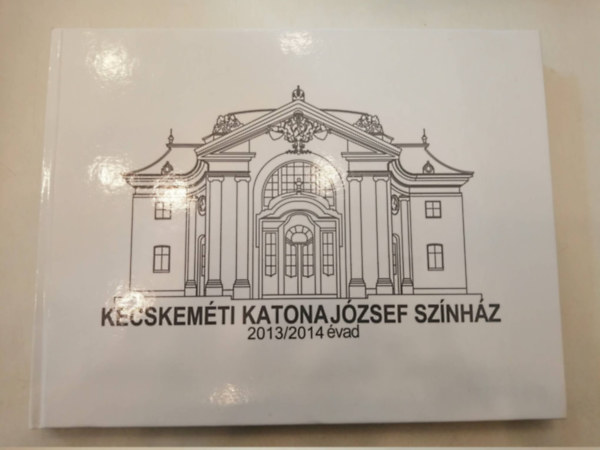 KECSKEMÉTI KATONA JÓZSEF SZÍNHÁZ
2013/2014 évad